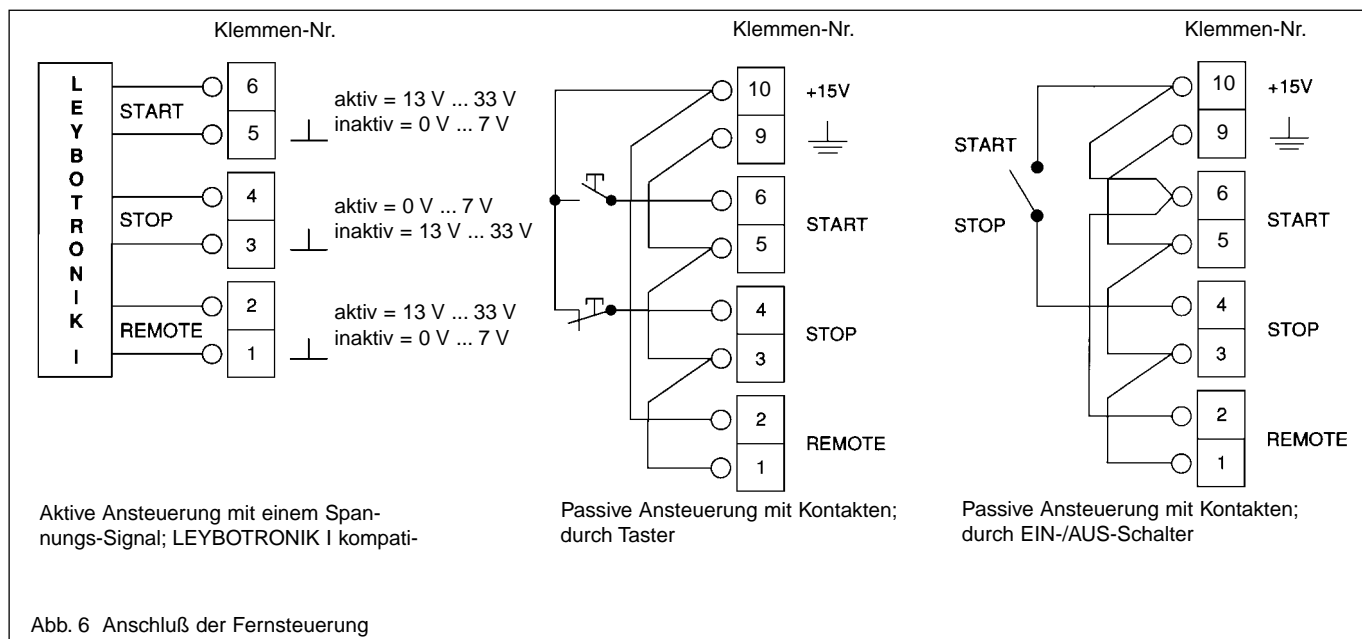 Klemmen-Nr.
LEYBOTRONIK I
START
STOP
REMOTE
6
5
4
3
2
1
aktiv = 13 V ... 33 V
inaktiv = 0 V ... 7 V
aktiv = 0 V ... 7 V
inaktiv = 13 V ... 33 V
aktiv = 13 V ... 33 V
inaktiv = 0 V ... 7 V
Aktive Ansteuerung mit einem Span-
nungs-Signal; LEYBOTRONIK I kompati-
Klemmen-Nr.
10 +15V
9
6
START
5
4
STOP
3
2
REMOTE
1
Passive Ansteuerung mit Kontakten;
durch Taster
Klemmen-Nr.
START
STOP
10 +15V
9
6
START
5
4
STOP
3
2
REMOTE
1
Passive Ansteuerung mit Kontakten;
durch EIN-/AUS-Schalter
Abb. 6 Anschluß der Fernsteuerung